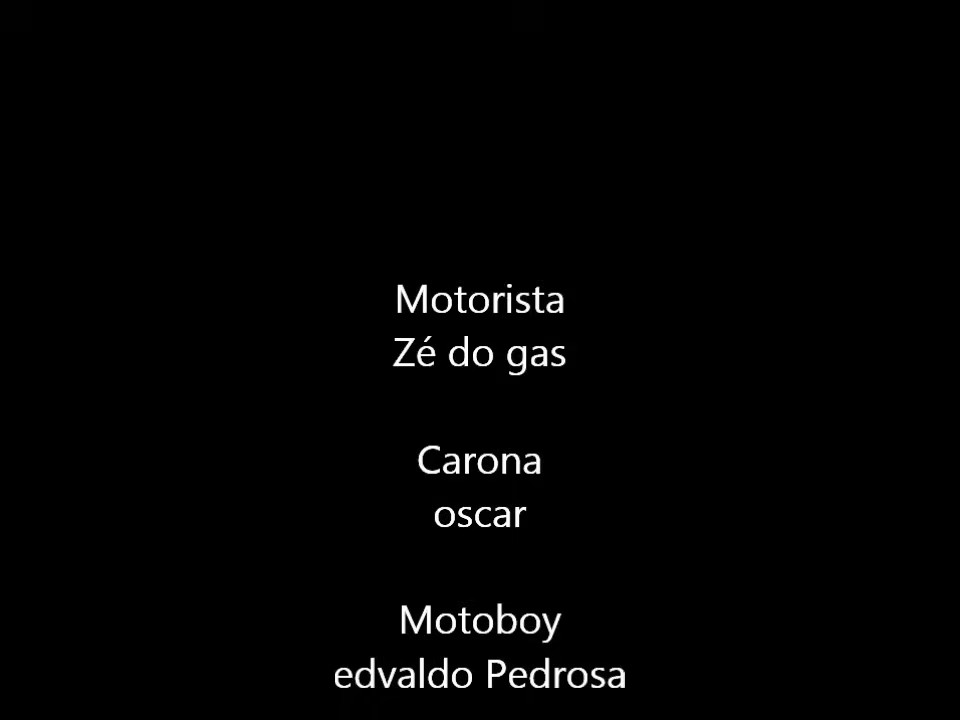 Motorista
Zé do gas
Carona
oscar
Motoboy
edvaldo Pedrosa